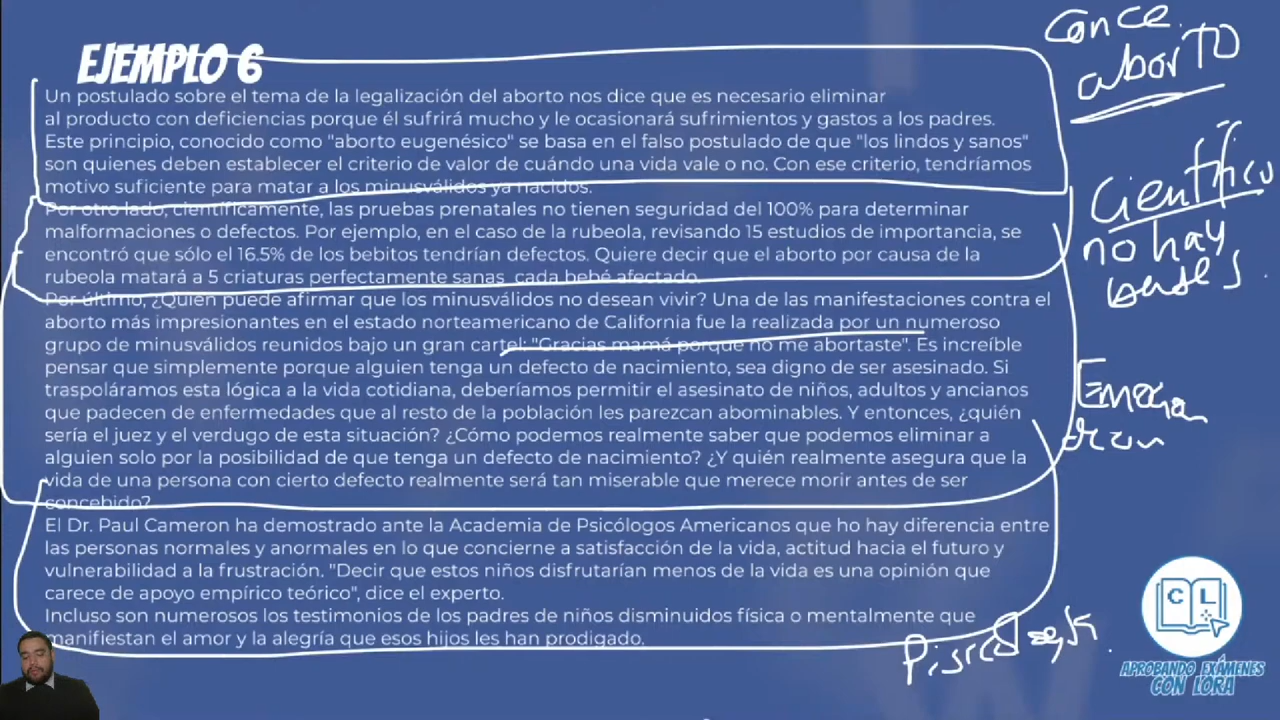 EJEMPLO 6
Un postulado sobre el tema de la legalización del aborto nos dice que es necesario eliminar
al producto con deficiencias porque él sufrirá mucho y le ocasionará sufrimientos y gastos a los padres.
Este principio, conocido como "aborto eugenésico" se basa en el falso postulado de que "los lindos y sanos"
son quienes deben establecer el criterio de valor de cuándo una vida vale o no. Con ese criterio, tendríamos
motivo suficiente para matar a los minusválidos ya nacidos.
Por otro lado, científicamente, las pruebas prenatales no tienen seguridad del 100% para determinar
malformaciones o defectos. Por ejemplo, en el caso de la rubeola, revisando 15 estudios de importancia, se
encontró que sólo el 16.5% de los bebitos tendrían defectos. Quiere decir que el aborto por causa de la
rubeola matará a 5 criaturas perfectamente sanas cada bebé afectado.
Por último, ¿Quién puede afirmar que los minusválidos no desean vivir? Una de las manifestaciones contra el
aborto más impresionantes en el estado norteamericano de California fue la realizada por un numeroso
grupo de minusválidos reunidos bajo un gran cartel: "Gracias mamá porque no me abortaste". Es increíble
pensar que simplemente porque alguien tenga un defecto de nacimiento, sea digno de ser asesinado. Si
traspoláramos esta lógica a la vida cotidiana, deberíamos permitir el asesinato de niños, adultos y ancianos
que padecen de enfermedades que al resto de la población les parezcan abominables. Y entonces, ¿quién
sería el juez y el verdugo de esta situación? ¿Cómo podemos realmente saber que podemos eliminar a
alguien solo por la posibilidad de que tenga un defecto de nacimiento? ¿Y quién realmente asegura que la
vida de una persona con cierto defecto realmente será tan miserable que merece morir antes de ser
concebido?
El Dr. Paul Cameron ha demostrado ante la Academia de Psicólogos Americanos que ho hay diferencia entre
las personas normales y anormales en lo que concierne a satisfacción de la vida, actitud hacia el futuro y
vulnerabilidad a la frustración. "Decir que estos niños disfrutarían menos de la vida es una opinión que
carece de apoyo empírico teórico", dice el experto.
Incluso son numerosos los testimonios de los padres de niños disminuidos física o mentalmente que
manifiestan el amor y la alegría que esos hijos les han prodigado.
Conce
aborto
Científico
no hay
bases
C L
APROBANDO EXÁMENES
CON LORA